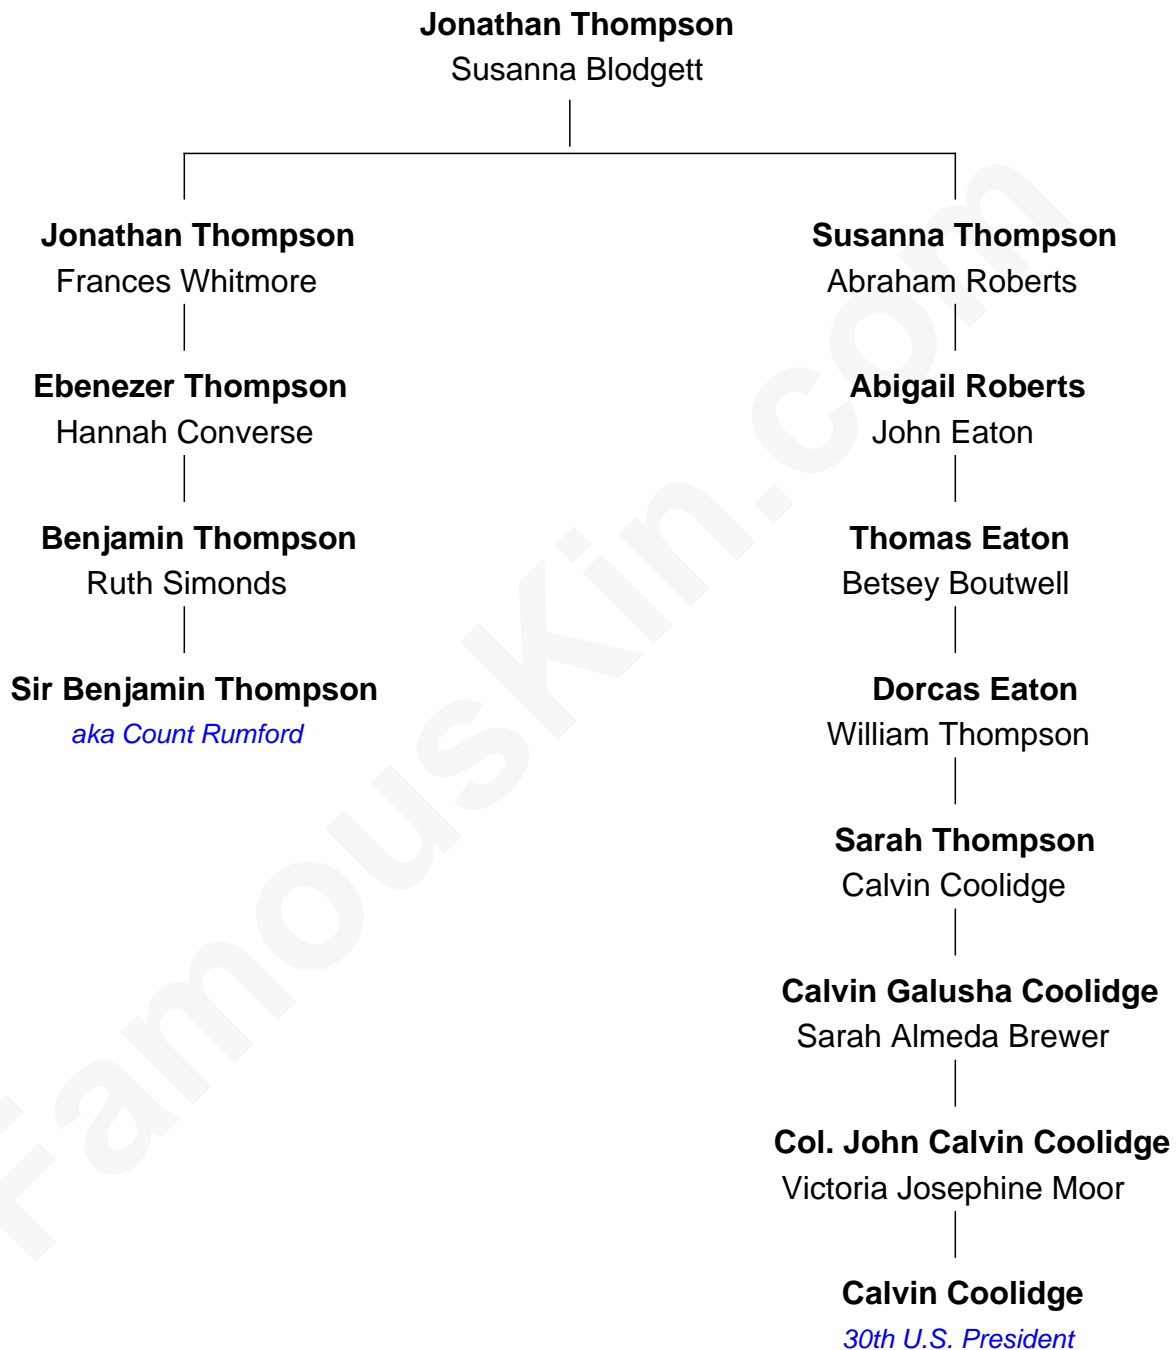 Jonathan Thompson
Susanna Blodgett
Jonathan Thompson
Frances Whitmore
Susanna Thompson
Abraham Roberts
Ebenezer Thompson
Hannah Converse
Abigail Roberts
John Eaton
Benjamin Thompson
Ruth Simonds
Thomas Eaton
Betsey Boutwell
Sir Benjamin Thompson
aka Count Rumford
Dorcas Eaton
William Thompson
Sarah Thompson
Calvin Coolidge
Calvin Galusha Coolidge
Sarah Almeda Brewer
Col. John Calvin Coolidge
Victoria Josephine Moor
Calvin Coolidge
30th U.S. President
FamousKin.com